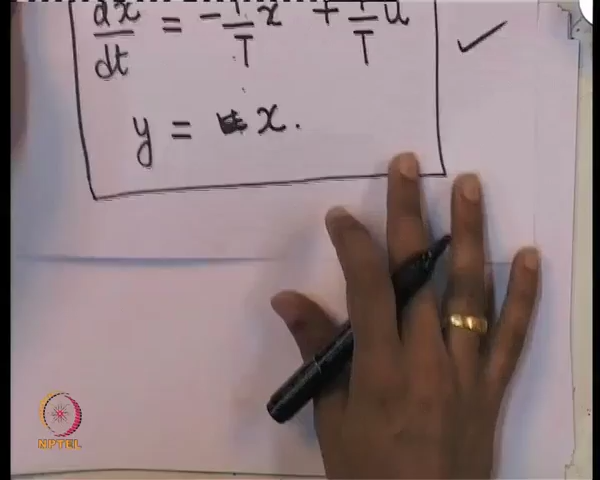 dx/dt = -1/T x + 1/T u
y = x.
NPTEL